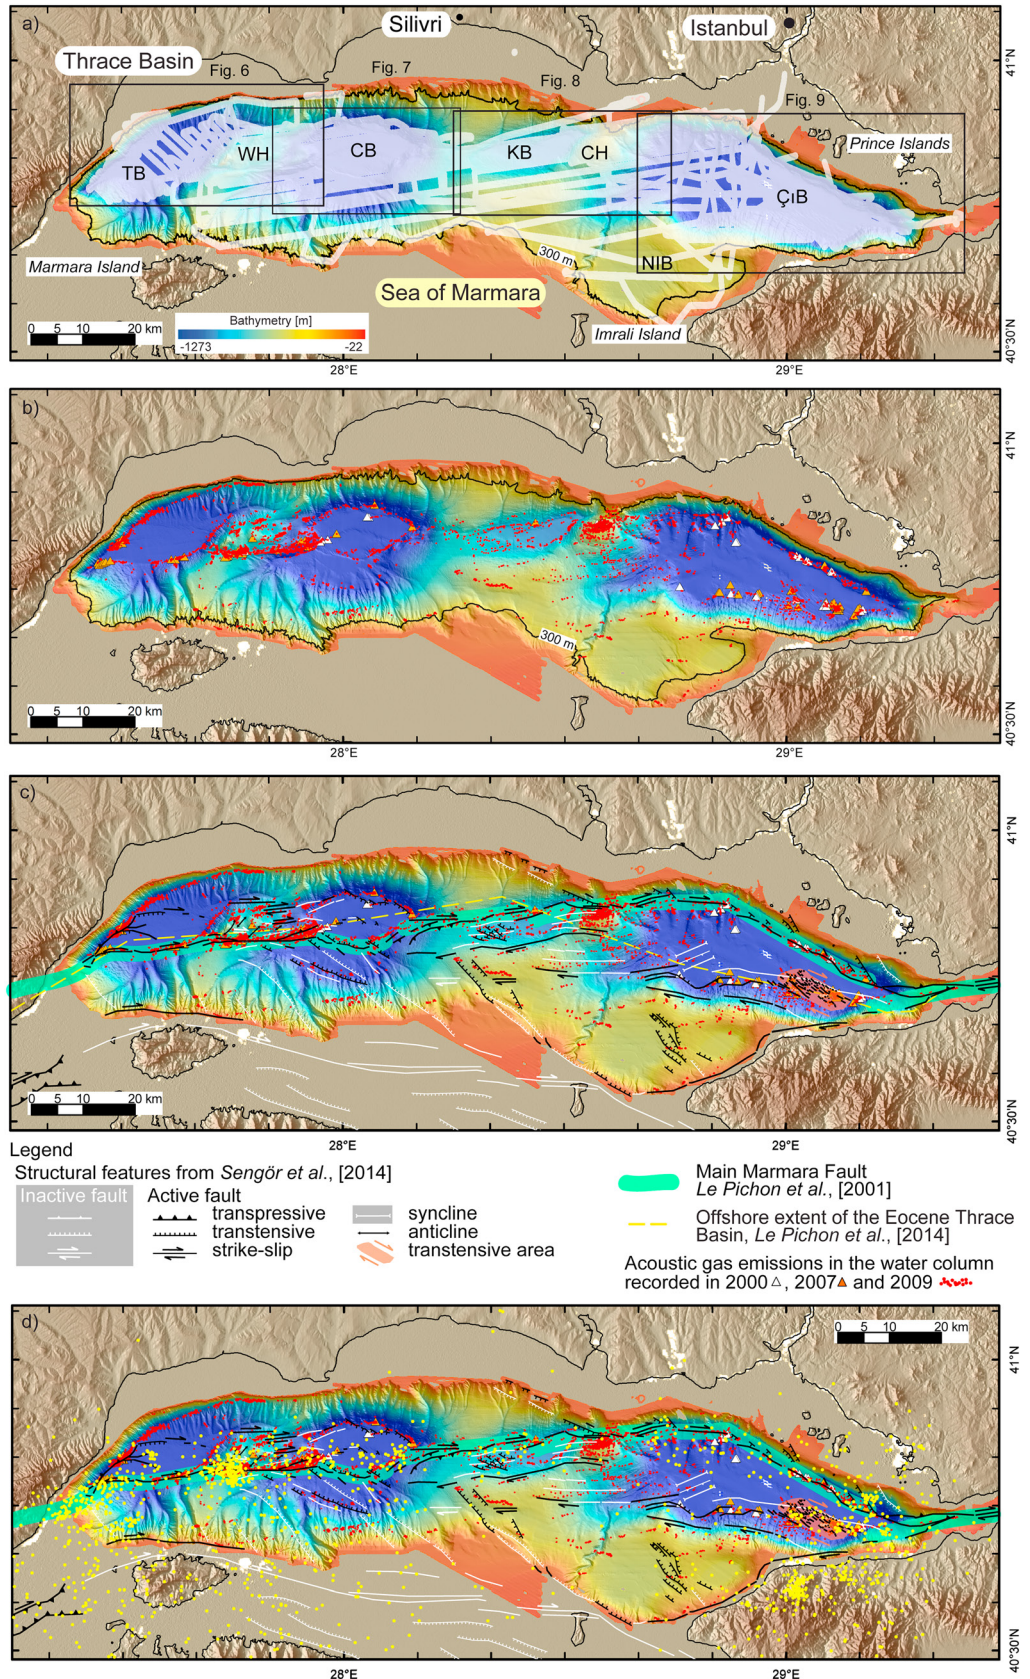 a)
Silivri
Istanbul
41°N
Thrace Basin
Fig. 6
Fig. 7
Fig. 8
Fig. 9
Prince Islands
TB
WH
CB
KB
CH
ÇıB
Marmara Island
300 m
NIB
Sea of Marmara
Imrali Island
0 5 10 20 km
Bathymetry [m]
-1273 -22
40°30'N
28°E 29°E
b)
41°N
300 m
0 5 10 20 km
40°30'N
28°E 29°E
c)
41°N
0 5 10 20 km
40°30'N
28°E 29°E
Legend
Structural features from Sengör et al., [2014]
Inactive fault Active fault
transpressive
transtensive
strike-slip
syncline
anticline
transtensive area
Main Marmara Fault
Le Pichon et al., [2001]
Offshore extent of the Eocene Thrace
Basin, Le Pichon et al., [2014]
Acoustic gas emissions in the water column
recorded in 2000 , 2007 and 2009
d)
0 5 10 20 km
41°N
40°30'N
28°E 29°E